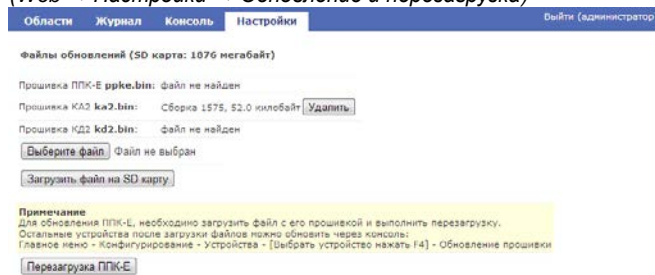 (Web → Настройки → Обновление и перезагрузка)
Области Журнал Консоль Настройки Выйти (администратор
Файлы обновлений (SD карта: 1876 мегабайт)
Прошивка ППК-Е ppke.bin: файл не найден
Прошивка КА2 ka2.bin: Сборка 1575, 52.0 килобайт Удалить
Прошивка КД2 kd2.bin: файл не найден
Выберите файл Файл не выбран
Загрузить файл на SD карту
Примечание
Для обновления ППК-Е, необходимо загрузить файл с его прошивкой и выполнить перезагрузку.
Остальные устройства после загрузки файлов можно обновить через консоль:
Главное меню - Конфигурирование - Устройства - [Выбрать устройство нажать F4] - Обновление прошивки
Перезагрузка ППК-Е